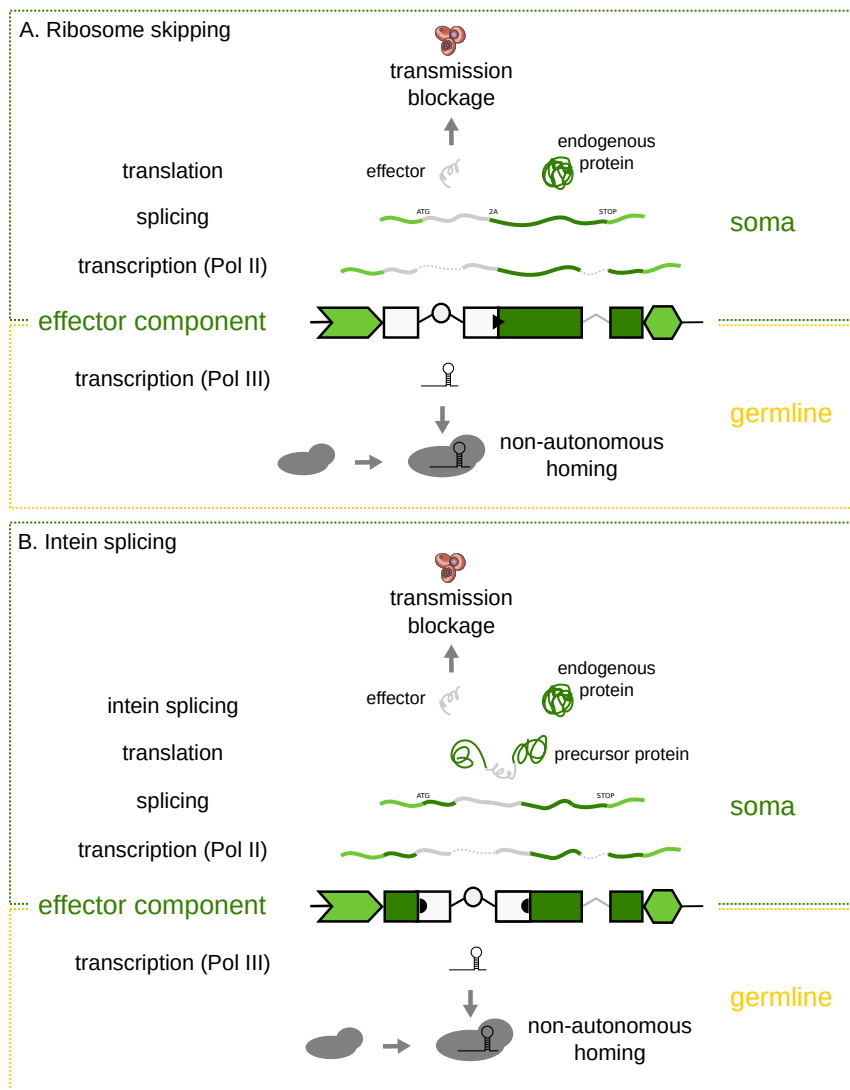 A. Ribosome skipping
transmission
blockage
translation
effector
endogenous
protein
splicing
ATG
2A
STOP
soma
transcription (Pol II)
effector component
transcription (Pol III)
germline
non-autonomous
homing
B. Intein splicing
transmission
blockage
intein splicing
effector
endogenous
protein
translation
precursor protein
splicing
ATG
STOP
soma
transcription (Pol II)
effector component
transcription (Pol III)
germline
non-autonomous
homing